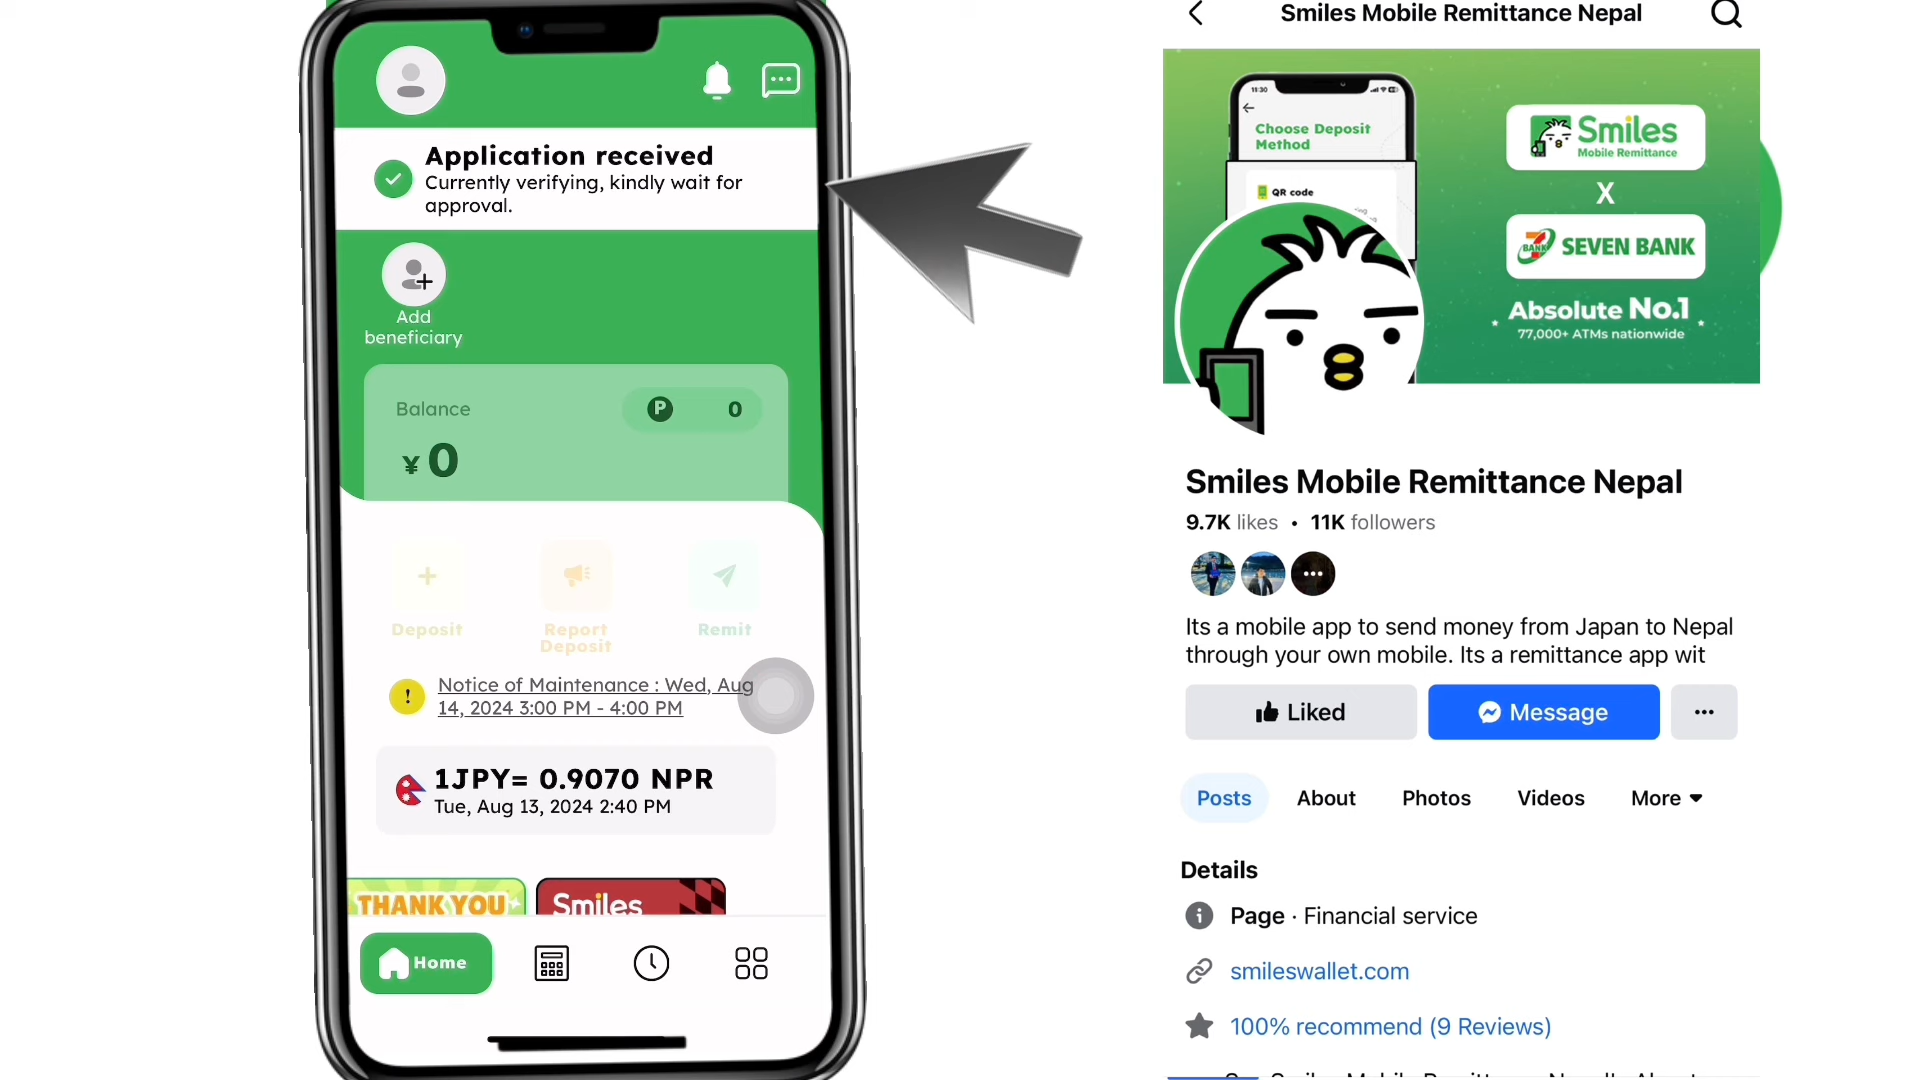 Application received
Currently verifying, kindly wait for
approval.
Add
beneficiary
Balance
P 0
¥ 0
Deposit
Report
Deposit
Remit
Notice of Maintenance : Wed, Aug
14, 2024 3:00 PM - 4:00 PM
1JPY= 0.9070 NPR
Tue, Aug 13, 2024 2:40 PM
THANK YOU
Smiles
Home
Smiles Mobile Remittance Nepal
11:30
Choose Deposit
Method
QR code
Smiles
Mobile Remittance
X
7
BANK
SEVEN BANK
Absolute No.1
77,000+ ATMs nationwide
Smiles Mobile Remittance Nepal
9.7K likes • 11K followers
Its a mobile app to send money from Japan to Nepal
through your own mobile. Its a remittance app wit
Liked
Message
Posts
About
Photos
Videos
More
Details
Page · Financial service
smileswallet.com
100% recommend (9 Reviews)